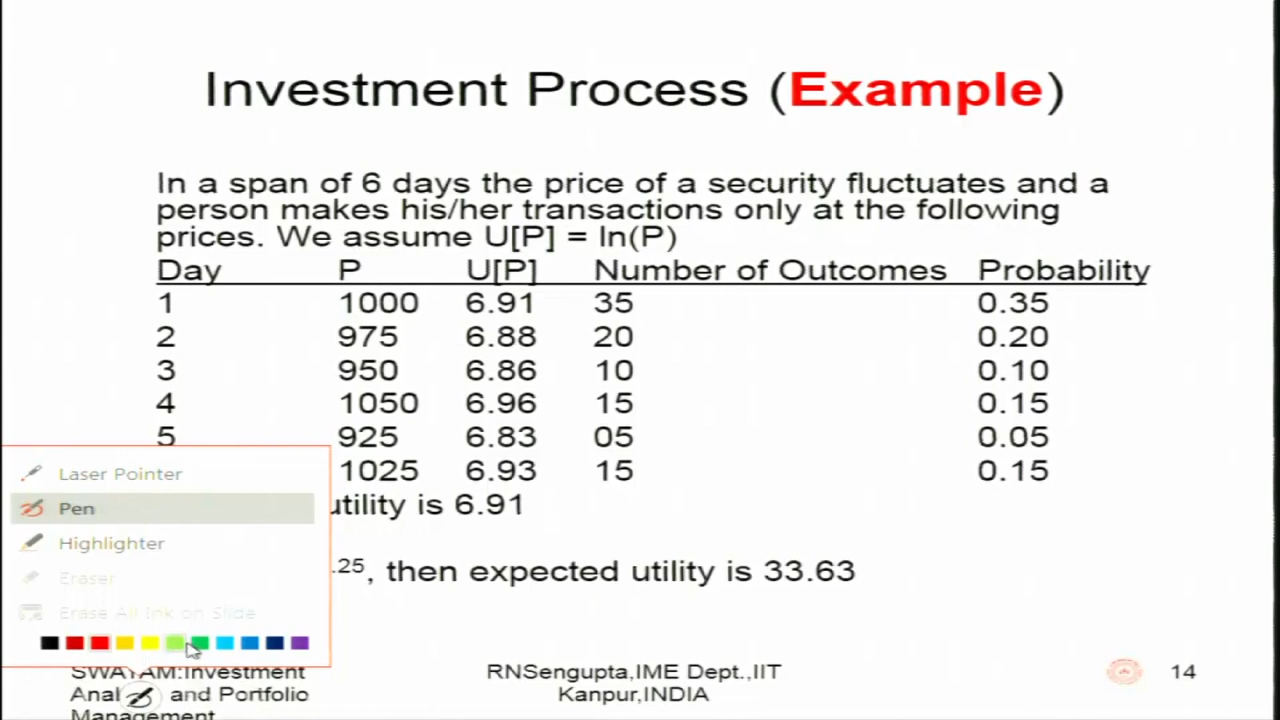 Investment Process (Example)
In a span of 6 days the price of a security fluctuates and a
person makes his/her transactions only at the following
prices. We assume U[P] = ln(P)
Day P U[P] Number of Outcomes Probability
1 1000 6.91 35 0.35
2 975 6.88 20 0.20
3 950 6.86 10 0.10
4 1050 6.96 15 0.15
5 925 6.83 05 0.05
1025 6.93 15 0.15
utility is 6.91
.25, then expected utility is 33.63
Laser Pointer
Pen
Highlighter
Eraser
Erase All Ink on Slide
SWAYAM:Investment
and Portfolio
Management
RNSengupta,IME Dept.,IIT
Kanpur,INDIA
14